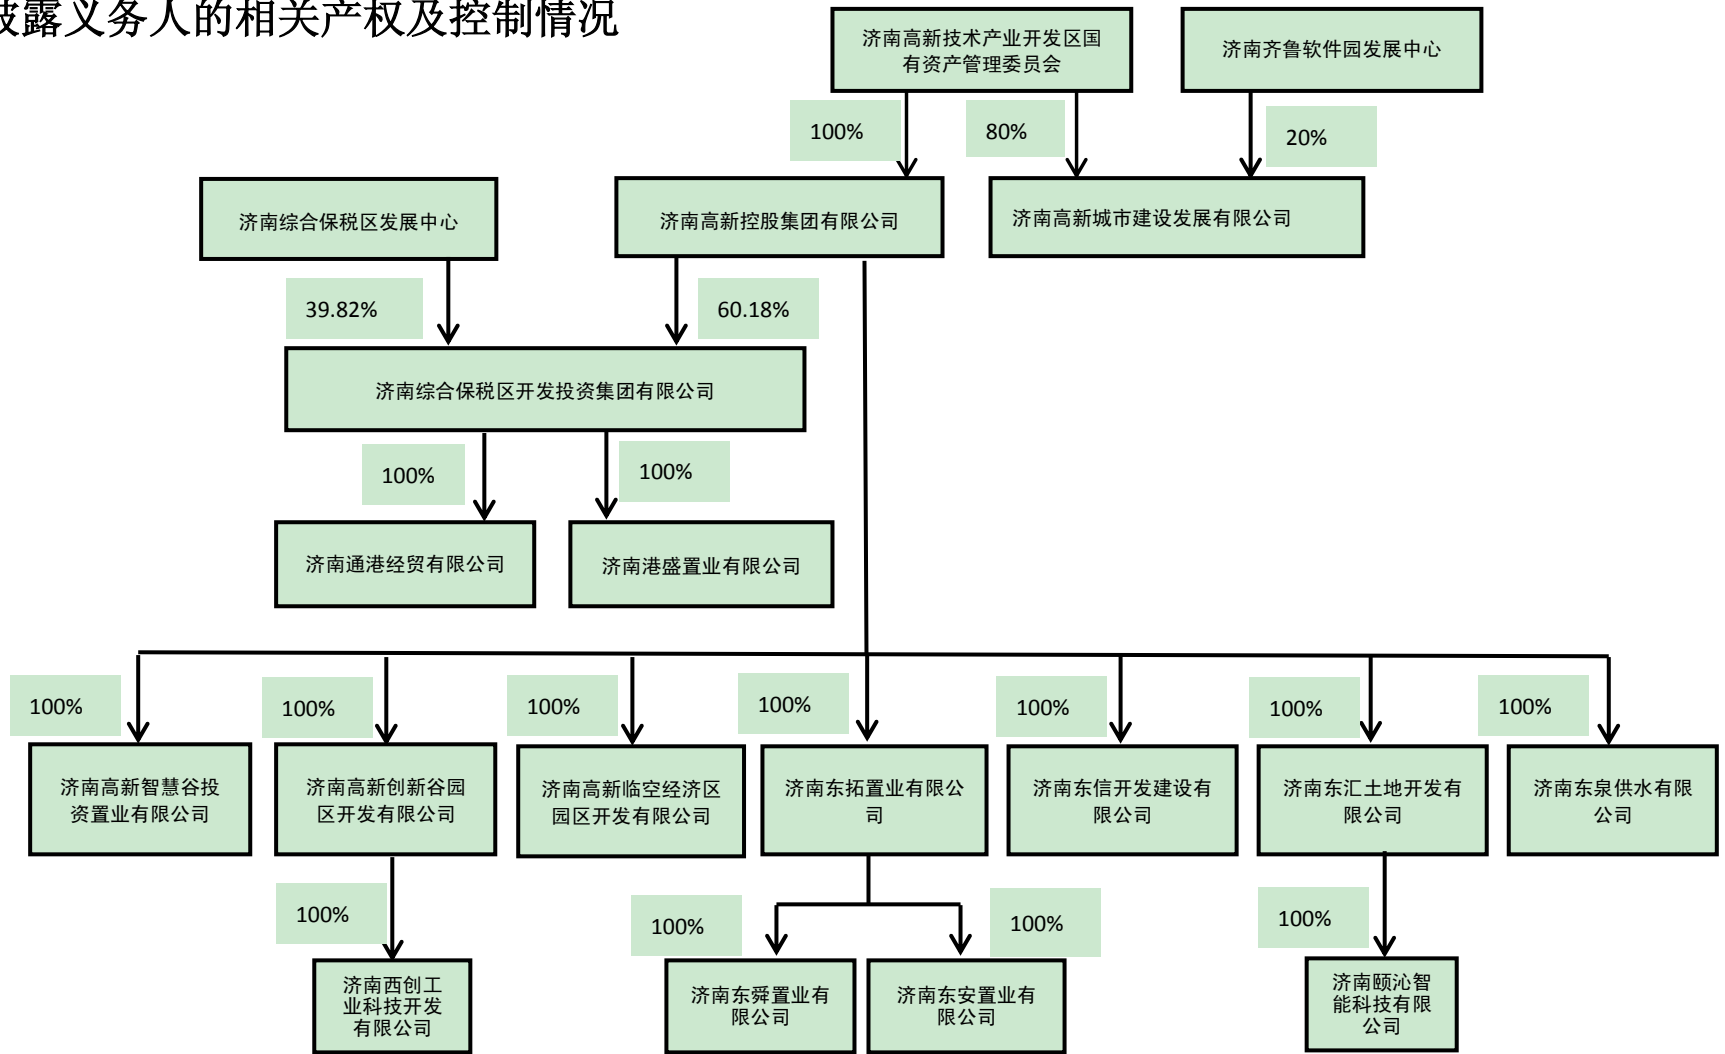 披露义务人的相关产权及控制情况
济南高新技术产业开发区国
有资产管理委员会
济南齐鲁软件园发展中心
100%
80%
20%
济南综合保税区发展中心
济南高新控股集团有限公司
济南高新城市建设发展有限公司
39.82%
60.18%
济南综合保税区开发投资集团有限公司
100%
100%
济南通港经贸有限公司
济南港盛置业有限公司
100%
100%
100%
100%
100%
100%
100%
济南高新智慧谷投
资置业有限公司
济南高新创新谷园
区开发有限公司
济南高新临空经济区
园区开发有限公司
济南东拓置业有限公
司
济南东信开发建设有
限公司
济南东汇土地开发有
限公司
济南东泉供水有限
公司
100%
100%
100%
100%
济南西创工
业科技开发
有限公司
济南东舜置业有
限公司
济南东安置业有
限公司
济南颐沁智
能科技有限
公司